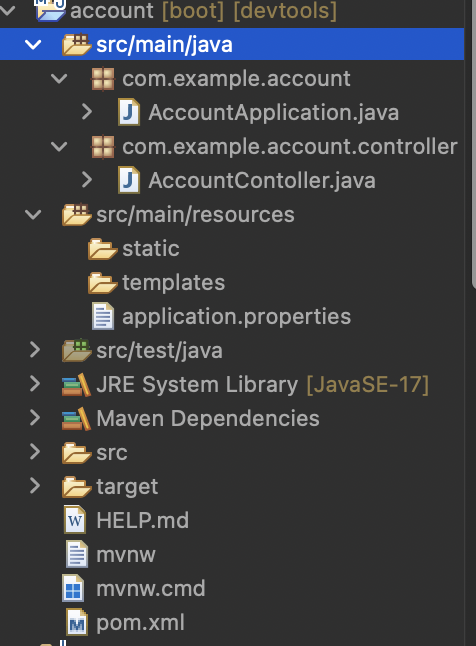 account [boot] [devtools]
src/main/java
com.example.account
AccountApplication.java
com.example.account.controller
AccountContoller.java
src/main/resources
static
templates
application.properties
src/test/java
JRE System Library [JavaSE-17]
Maven Dependencies
src
target
HELP.md
mvnw
mvnw.cmd
pom.xml